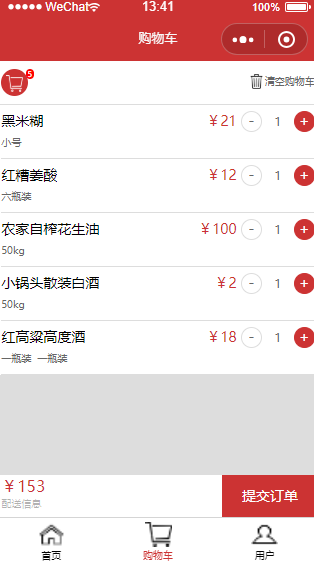 WeChat 13:41 100%
购物车
5 清空购物车
黑米糊 ￥21 - 1 +
小号
红糟姜酸 ￥12 - 1 +
六瓶装
农家自榨花生油 ￥100 - 1 +
50kg
小锅头散装白酒 ￥2 - 1 +
50kg
红高粱高度酒 ￥18 - 1 +
一瓶装 一瓶装
￥153 提交订单
配送信息
首页 购物车 用户